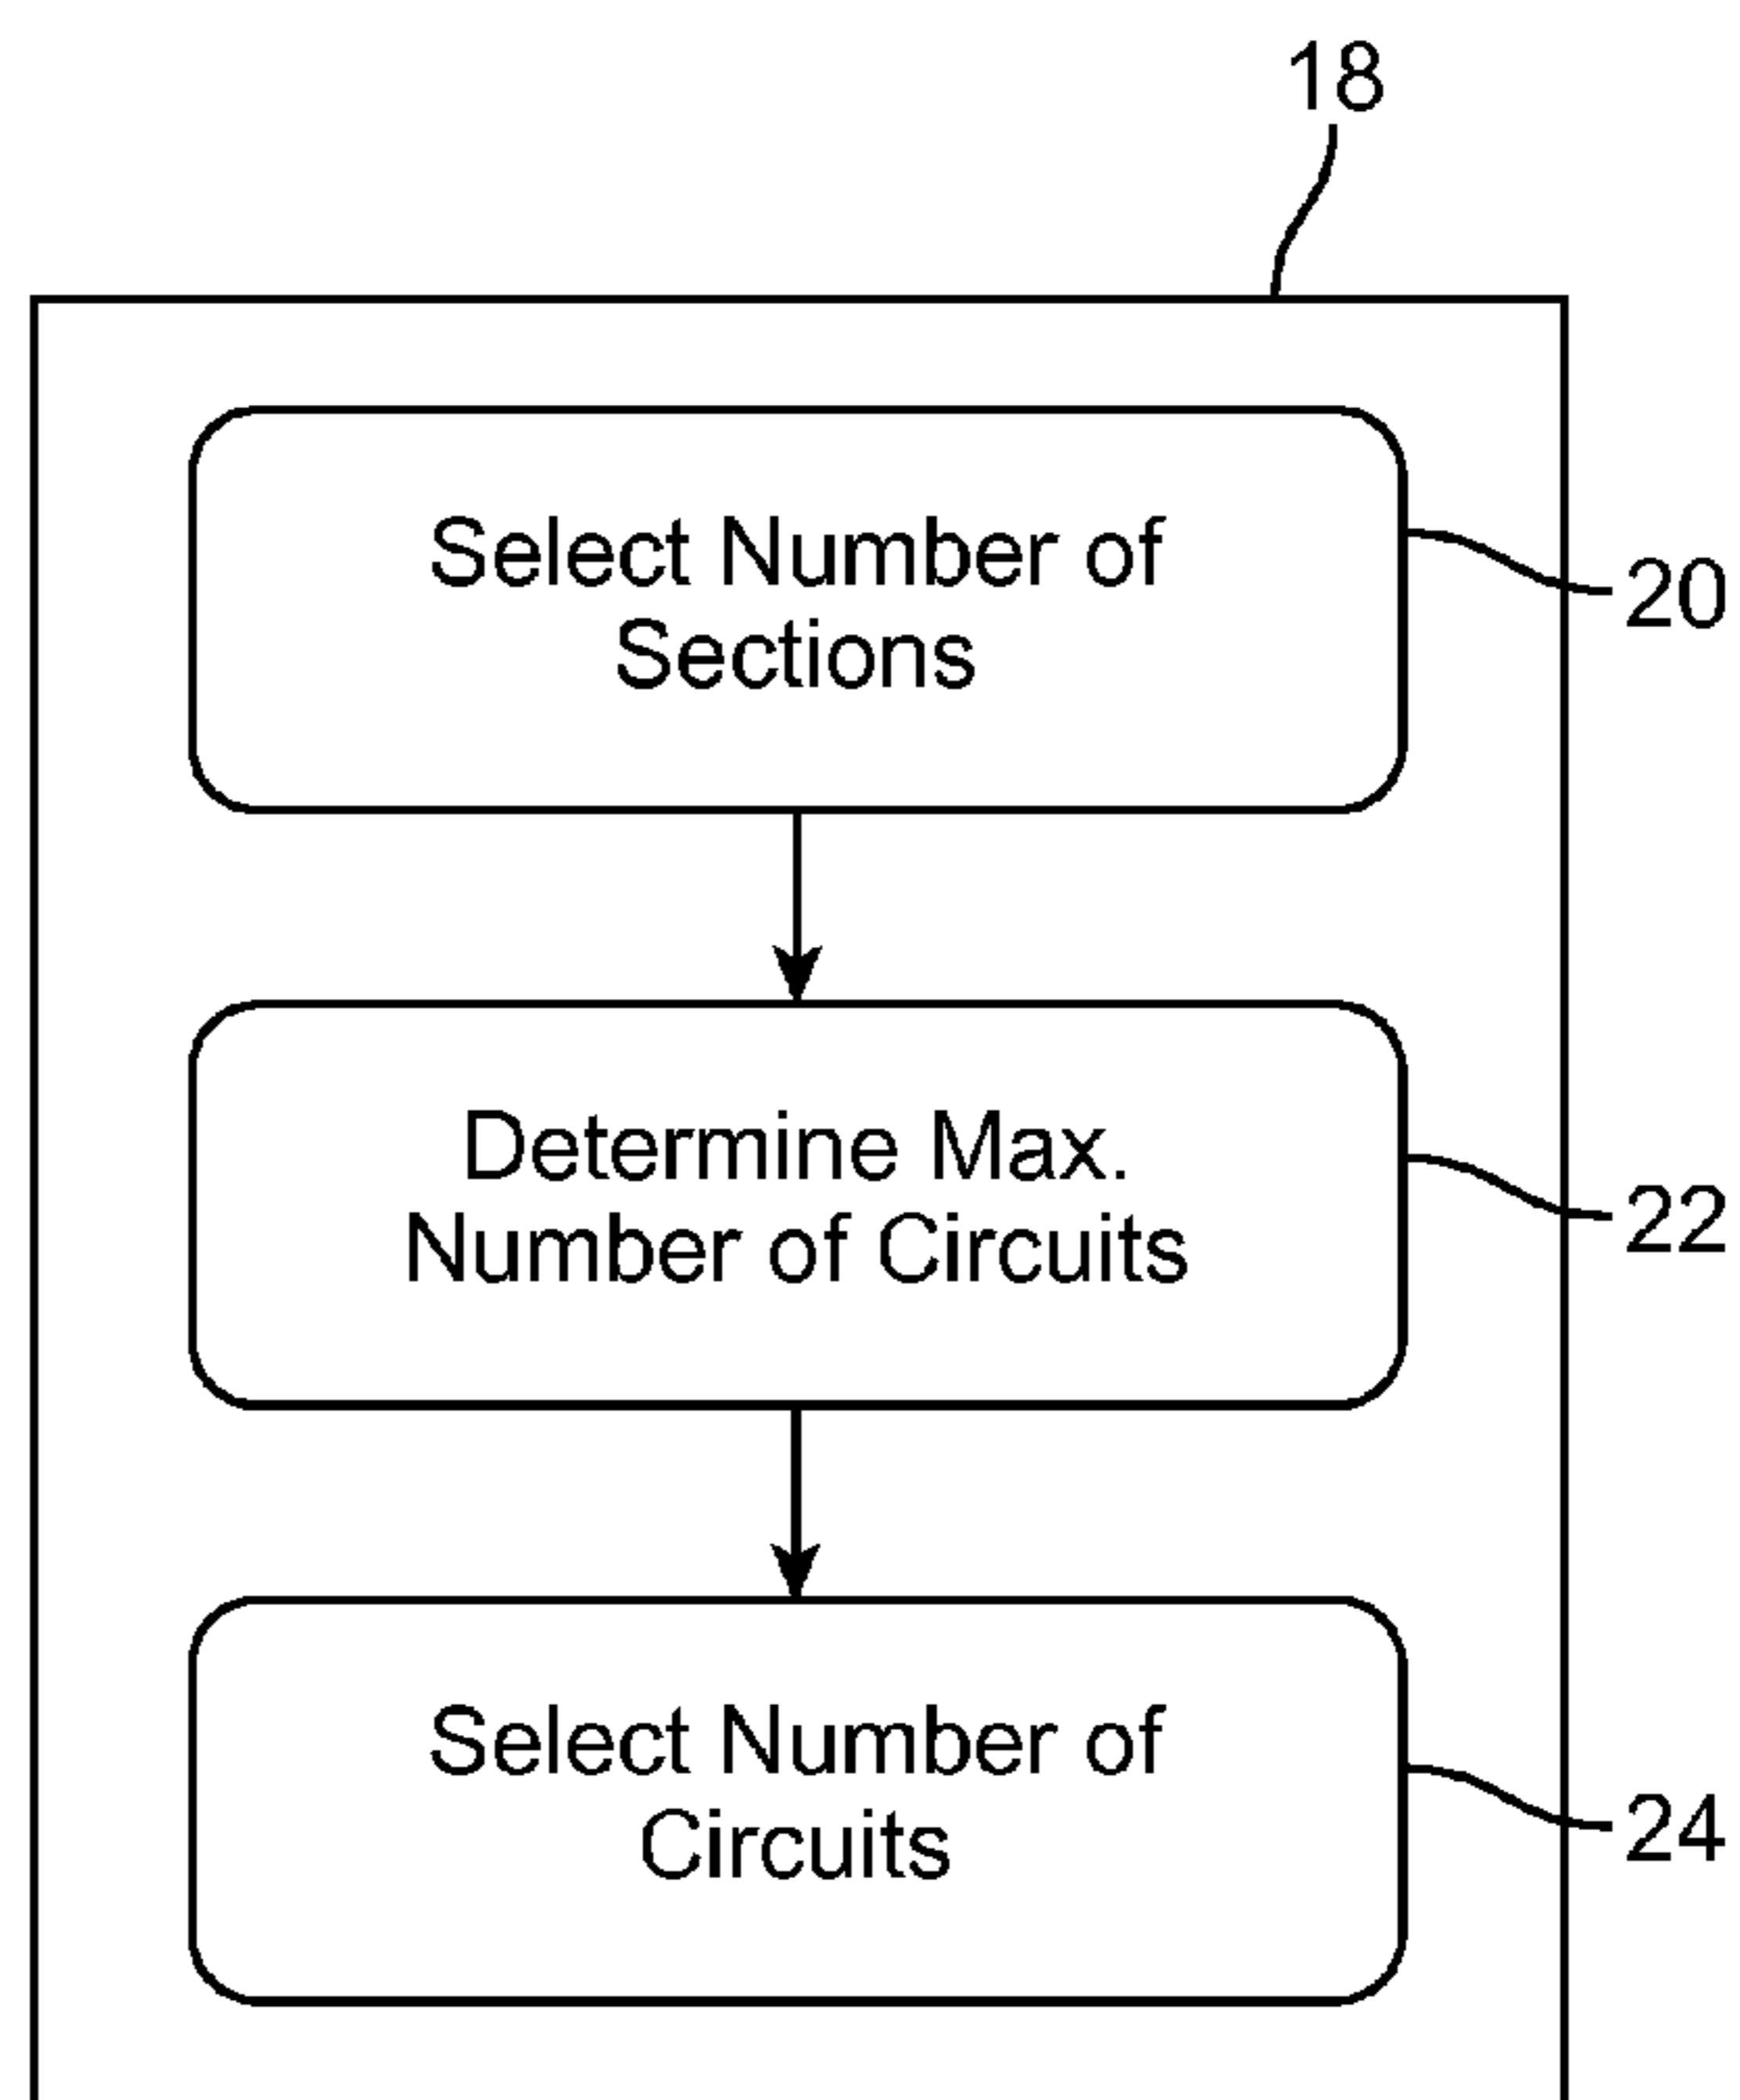 18
Select Number of
Sections
20
Determine Max.
Number of Circuits
22
Select Number of
Circuits
24